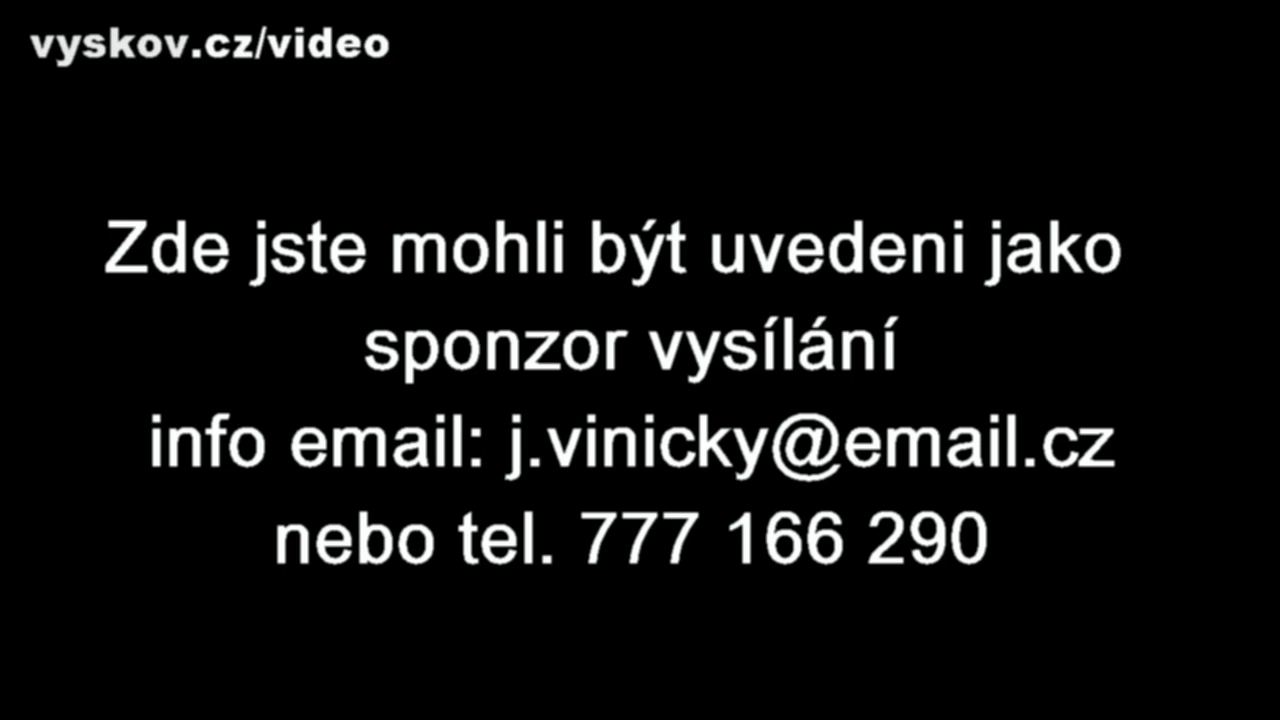 vyskov.cz/video
Zde jste mohli být uvedeni jako
sponzor vysílání
info email: j.vinicky@email.cz
nebo tel. 777 166 290